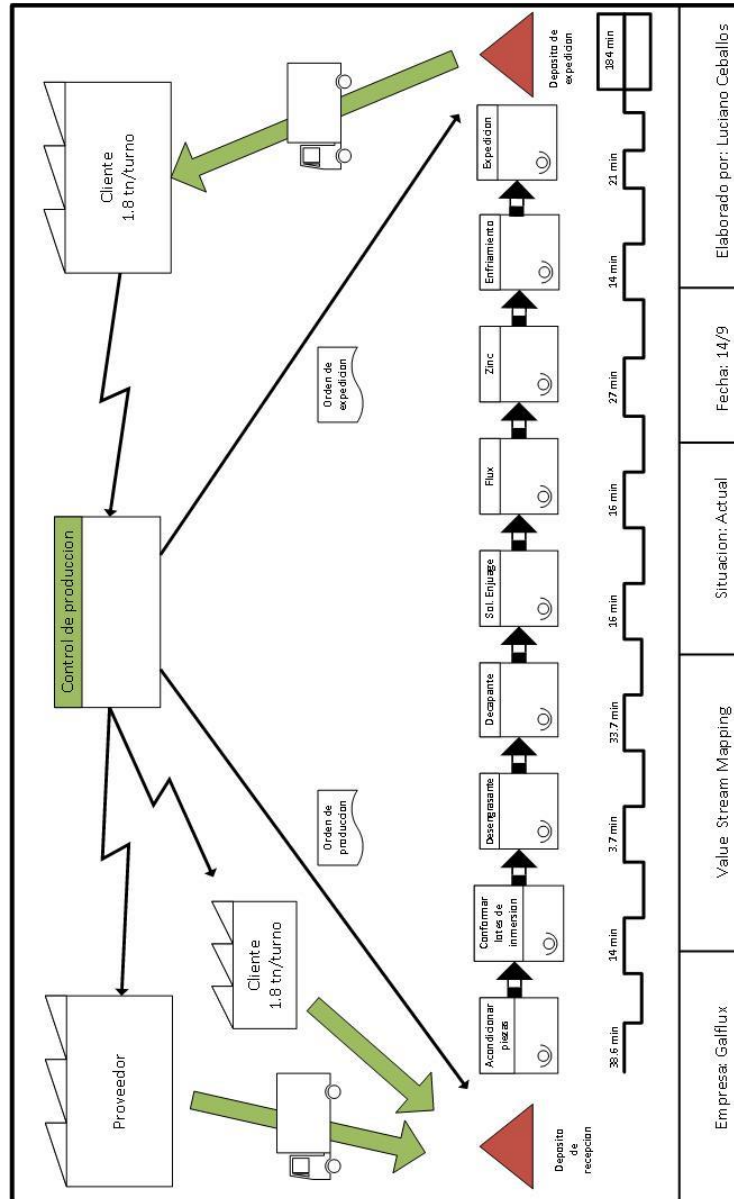 Proveedor
Control de produccion
Cliente
1.8 tn/turno
Cliente
1.8 tn/turno
Orden de
produccion
Orden de
expedicion
Deposito
de
recepcion
Acondicionar
piezas
Conformar
lotes de
inmersion
Desengrasante
Decapante
Sol. Enjuage
Flux
Zinc
Enfriamiento
Expedicion
Deposito de
expedicion
38.6 min
14 min
3.7 min
33.7 min
16 min
16 min
27 min
14 min
21 min
184 min
Empresa: Galflux
Value Stream Mapping
Situacion: Actual
Fecha: 14/9
Elaborado por: Luciano Ceballos